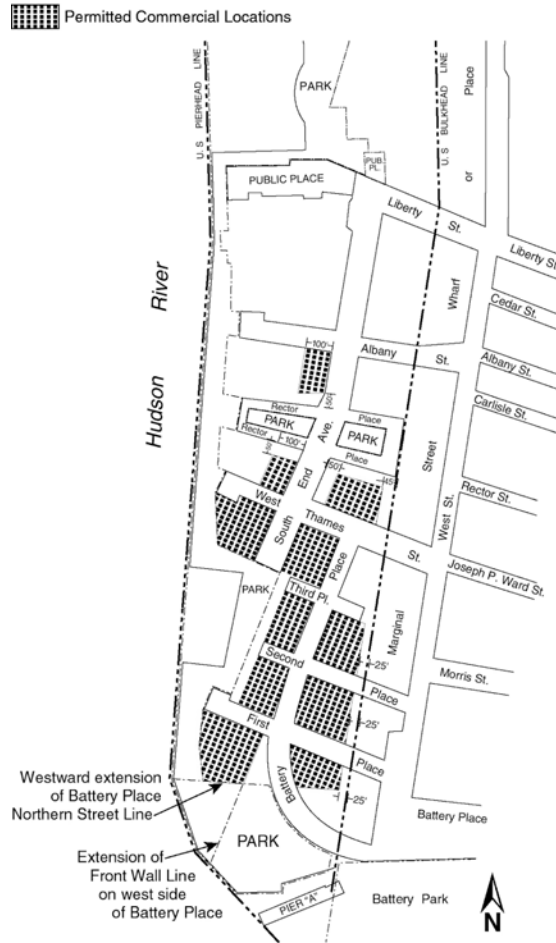 Permitted Commercial Locations
U.S PIERHEAD LINE
PARK
U.S BULKHEAD LINE
Place
or
PUB.
PL.
PUBLIC PLACE
Liberty
St.
Liberty St.
Hudson River
Wharf
Cedar St.
100'
Albany
St.
Albany St.
50'
Carlisle St.
Rector
Place
PARK
Ave.
PARK
Rector
100'
Place
Street
50'
50'
45'
End
West St.
Rector St.
West
South
Thames
St.
Place
Joseph P. Ward St.
PARK
Third Pl.
Marginal
Second
25'
Morris St.
Place
First
25'
Place
Westward extension
of Battery Place
Northern Street Line
Battery
25'
Battery Place
PARK
Extension of
Front Wall Line
on west side
of Battery Place
PIER "A"
Battery Park
N